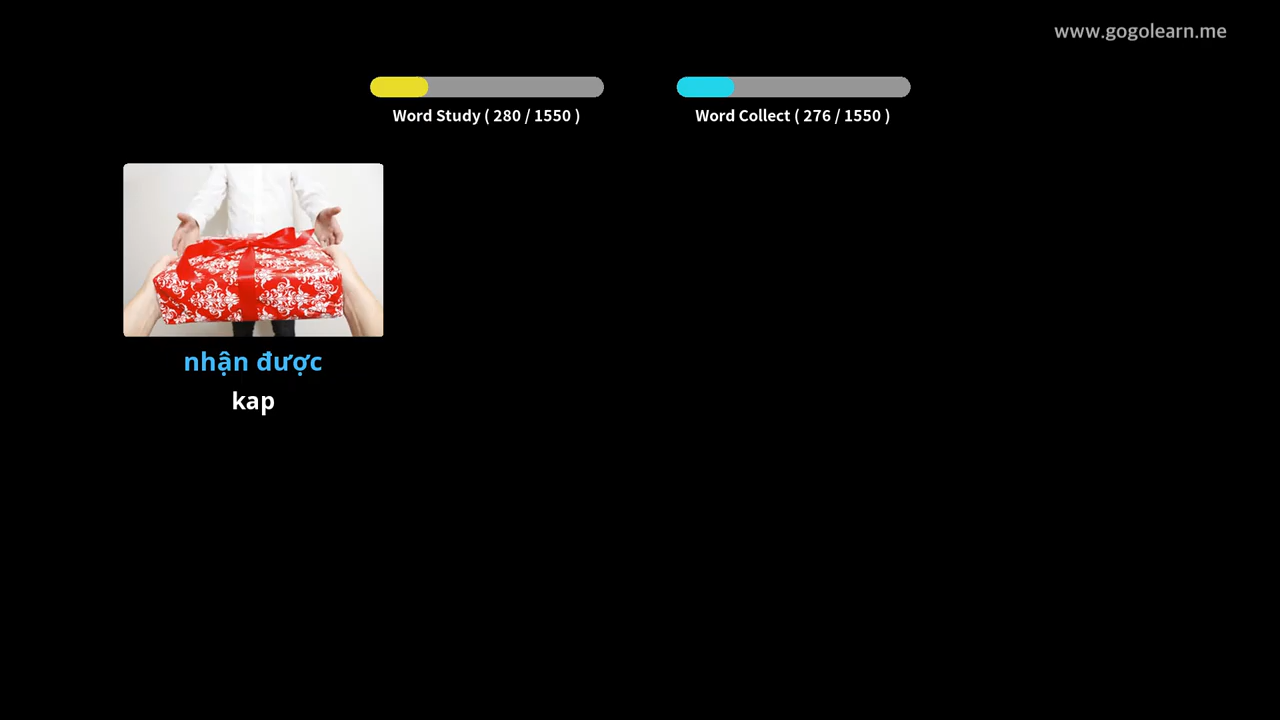 www.gogolearn.me
Word Study ( 280 / 1550 )
Word Collect ( 276 / 1550 )
nhận được
kap